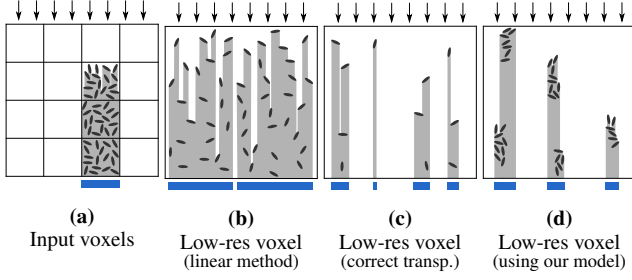 (a)
Input voxels
(b)
Low-res voxel
(linear method)
(c)
Low-res voxel
(correct transp.)
(d)
Low-res voxel
(using our model)